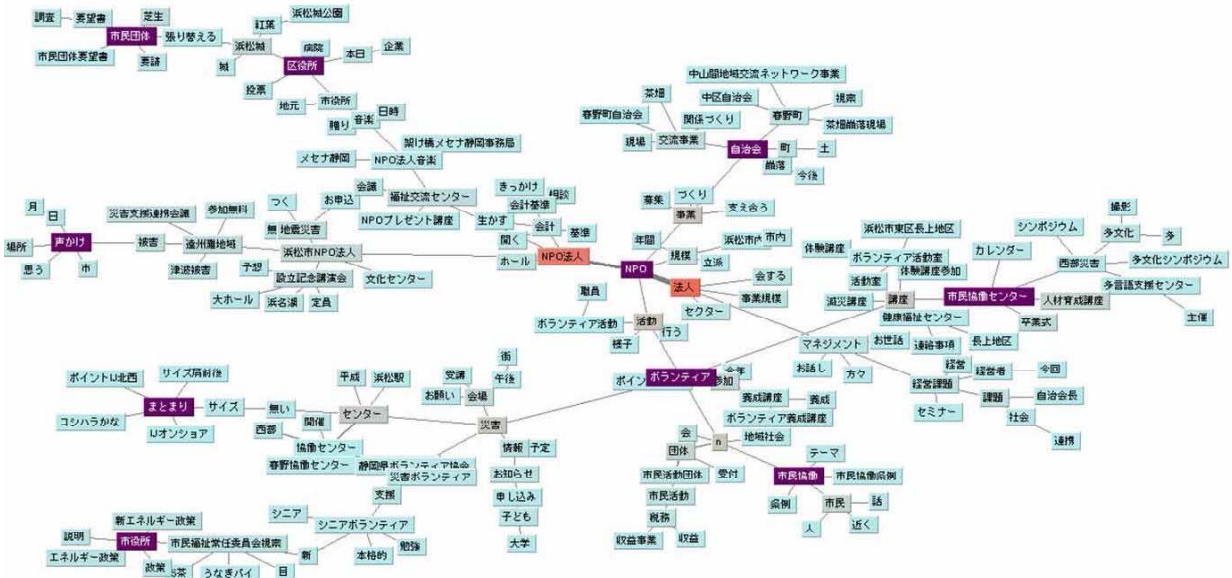 調査
要望書
芝生
市民団体
張り替える
市民団体要望書
要請
紅葉
浜松城公園
浜松城
城
病院
区役所
本日
企業
投票
地元
市役所
贈り
音楽
日時
架け橋メセナ静岡事務局
メセナ静岡
NPO法人音楽
会議
福祉交流センター
お申込
NPOプレゼント講座
生かす
きっかけ
相談
会計基準
会計
基準
開く
NPO法人
ホール
つく
無
地震災害
浜松市NPO法人
予想
設立記念講演会
文化センター
大ホール
浜名湖
定員
災害支援連携会議
参加無料
遠州灘地域
津波被害
被害
月
日
声かけ
場所
思う
市
中山間地域交流ネットワーク事業
茶畑
中区自治会
視察
春野町自治会
関係づくり
春野町
茶畑崩落現場
現場
交流事業
自治会
町
土
崩落
今後
募集
づくり
事業
支え合う
年間
規模
浜松市内
市内
立派
NPO
法人
会する
事業規模
セクター
職員
ボランティア活動
活動
様子
行う
浜松市東区長上地区
体験講座
ボランティア活動室
体験講座参加
活動室
減災講座
講座
健康福祉センター
お世話
連絡事項
長上地区
シンポジウム
撮影
多文化
多
カレンダー
西部災害
多文化シンポジウム
多言語支援センター
市民協働センター
人材育成講座
主催
卒業式
マネジメント
お話し
方々
経営
経営者
今回
経営課題
課題
自治会長
セミナー
社会
連携
ボランティア
参加
義成講座
義成
ボランティア義成講座
n
地域社会
会
団体
市民活動団体
受付
市民活動
税務
収益事業
収益
テーマ
市民協働
市民協働条例
条例
市民
話
人
近く
ポイントIJ北西
サイズ肩前後
まとまり
サイズ
コシハラかな
IJオンショア
無い
平成
浜松駅
センター
開催
西部
協働センター
春野協働センター
静岡県ボランティア協会
災害ボランティア
街
受講
午後
お願い
会場
災害
情報
予定
お知らせ
申し込み
子ども
大学
支援
シニア
シニアボランティア
本格的
勉強
新
新エネルギー政策
説明
市役所
市民福祉常任委員会視察
エネルギー政策
政策
うなぎパイ
目